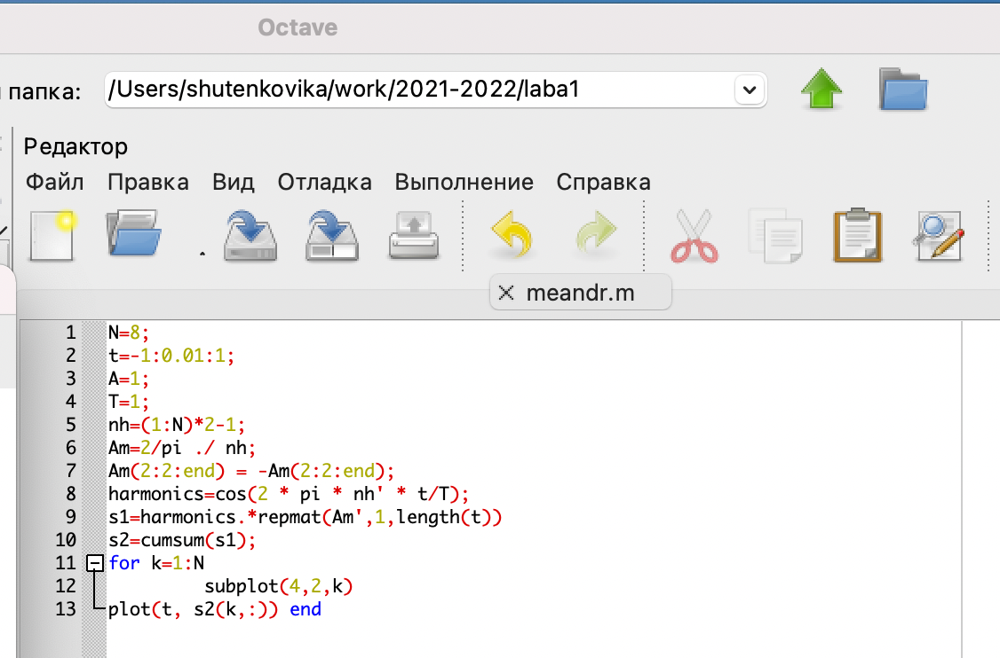 Octave
папка: /Users/shutenkovika/work/2021-2022/laba1
Редактор
Файл Правка Вид Отладка Выполнение Справка
meandr.m
1 N=8;
2 t=-1:0.01:1;
3 A=1;
4 T=1;
5 nh=(1:N)*2-1;
6 Am=2/pi ./ nh;
7 Am(2:2:end) = -Am(2:2:end);
8 harmonics=cos(2 * pi * nh' * t/T);
9 s1=harmonics.*repmat(Am',1,length(t))
10 s2=cumsum(s1);
11 for k=1:N
12 subplot(4,2,k)
13 plot(t, s2(k,:)) end